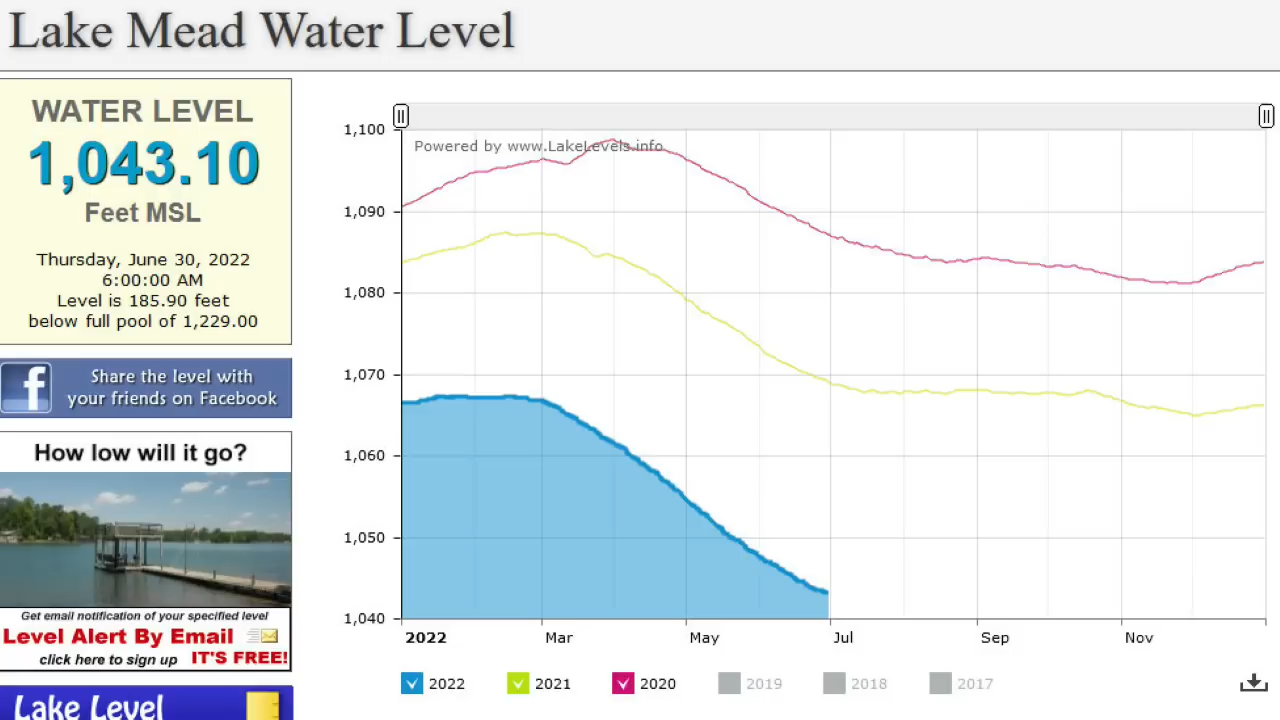 Lake Mead Water Level
WATER LEVEL
1,043.10
Feet MSL
Thursday, June 30, 2022
6:00:00 AM
Level is 185.90 feet
below full pool of 1,229.00
Share the level with
your friends on Facebook
How low will it go?
Get email notification of your specified level
Level Alert By Email
click here to sign up IT'S FREE!
Lake Level
Powered by www.LakeLevels.info
1,100
1,090
1,080
1,070
1,060
1,050
1,040
2022 Mar May Jul Sep Nov
2022 2021 2020 2019 2018 2017